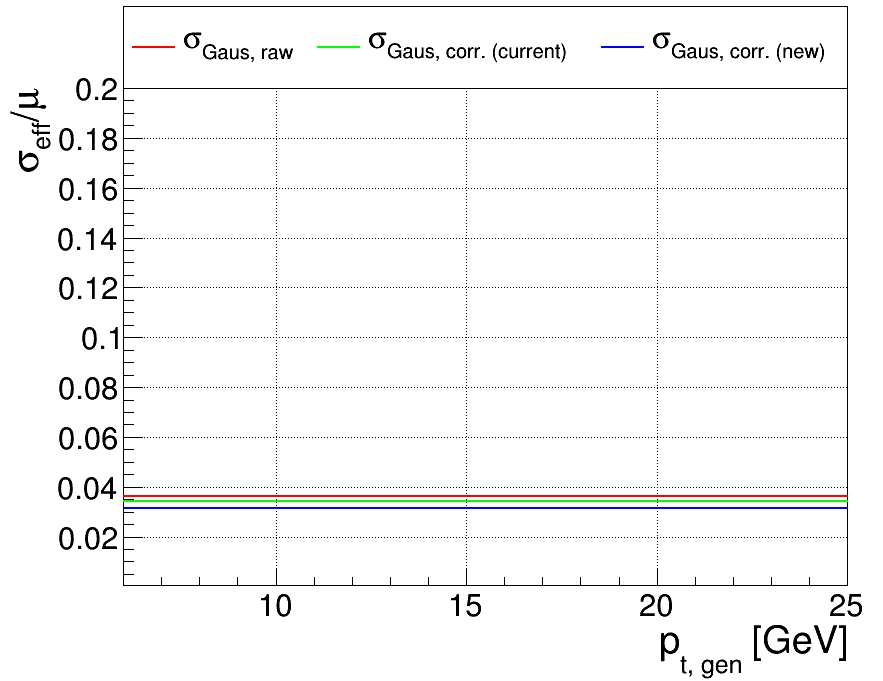 σGaus, raw σGaus, corr. (current) σGaus, corr. (new)
σeff/μ
0.2
0.18
0.16
0.14
0.12
0.1
0.08
0.06
0.04
0.02
10 15 20 25
pt, gen [GeV]